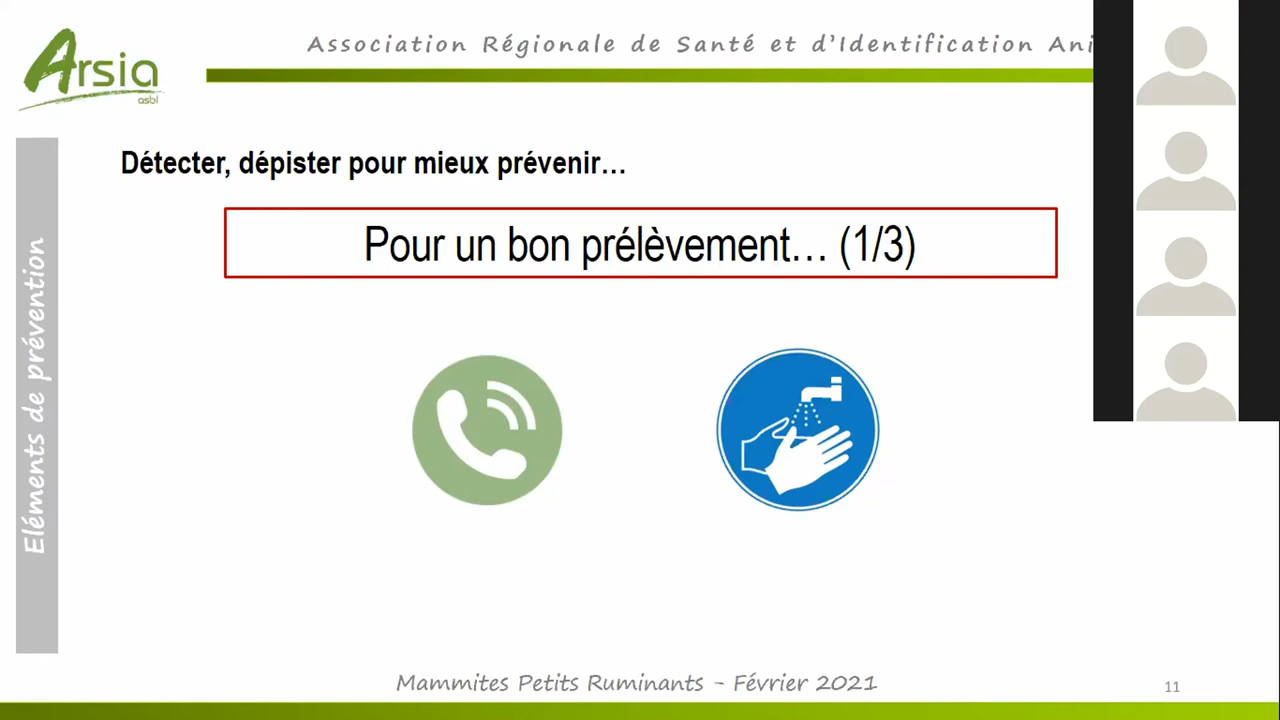 Arsia
asbl
Association Régionale de Santé et d'Identification Ani
Détecter, dépister pour mieux prévenir…
Pour un bon prélèvement… (1/3)
Eléments de prévention
Mammites Petits Ruminants - Février 2021
11